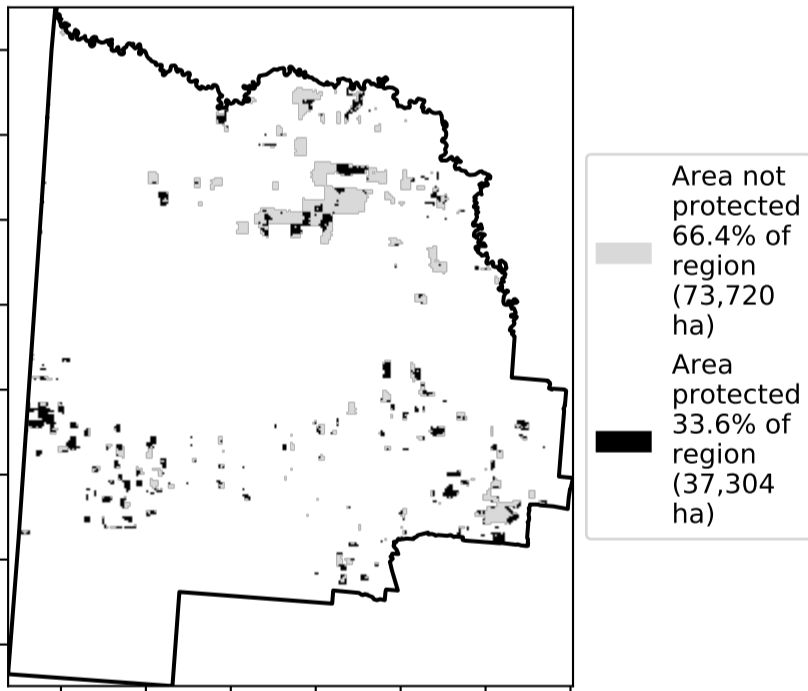 Area not
protected
66.4% of
region
(73,720
ha)
Area
protected
33.6% of
region
(37,304
ha)